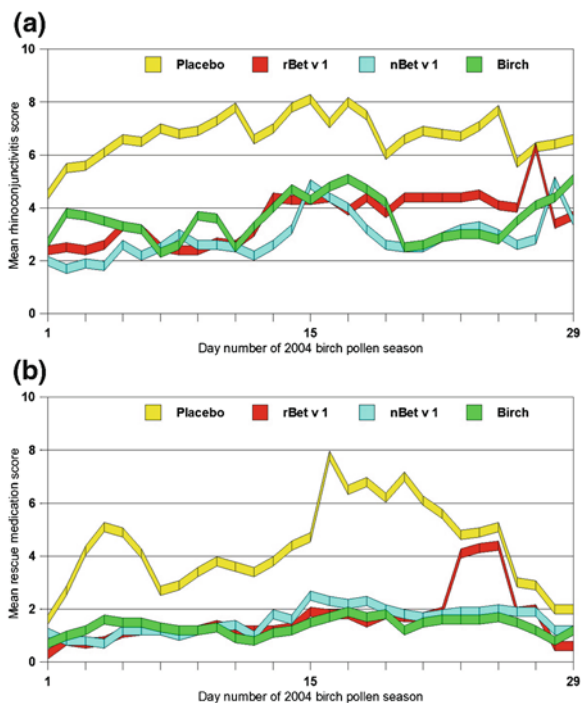 (a)
10
Placebo rBet v 1 nBet v 1 Birch
8
6
4
2
0
Mean rhinoconjunctivitis score
1 15 29
Day number of 2004 birch pollen season
(b)
10
Placebo rBet v 1 nBet v 1 Birch
8
6
4
2
0
Mean rescue medication score
1 15 29
Day number of 2004 birch pollen season